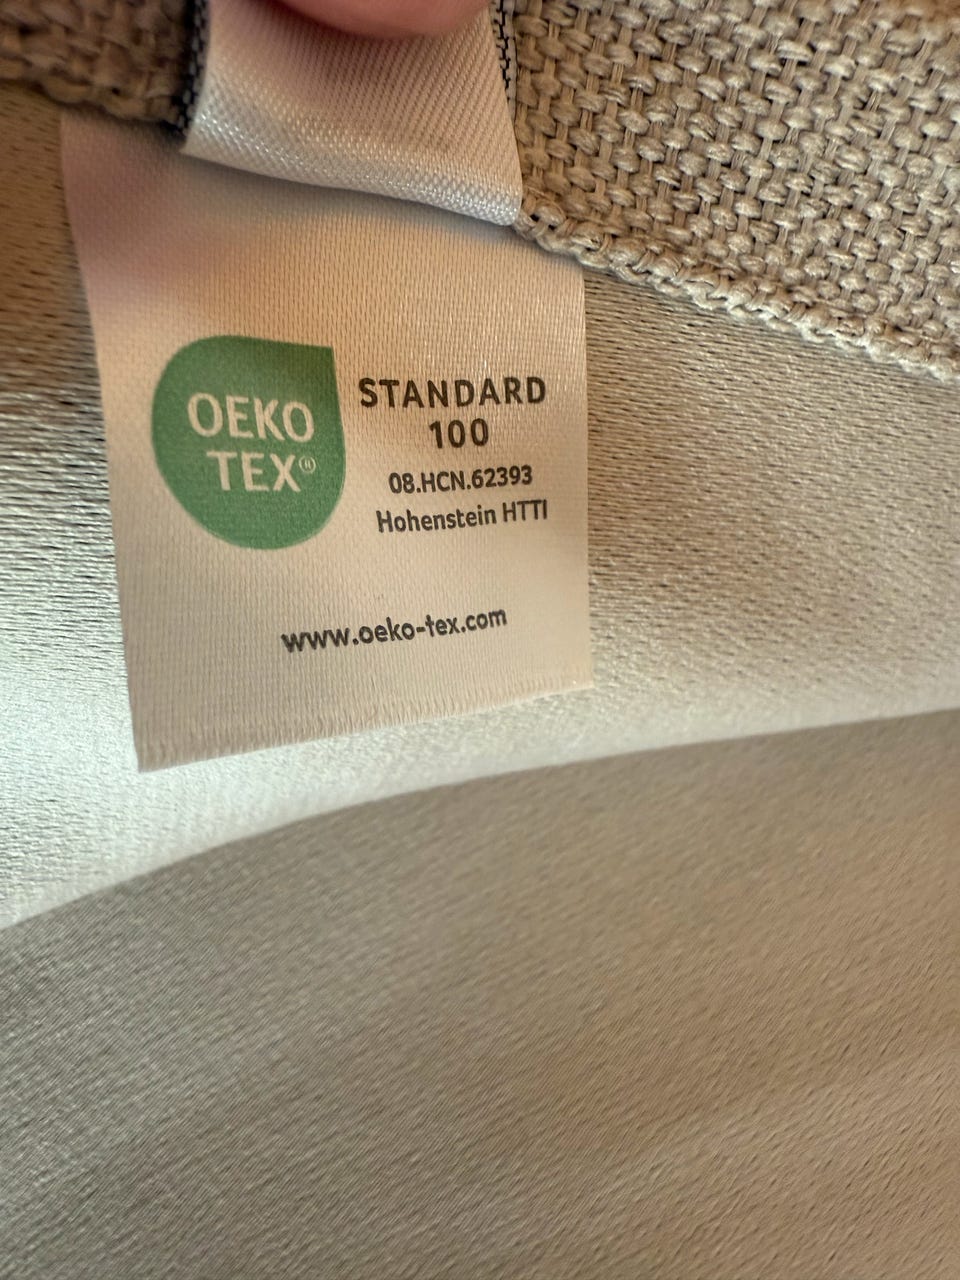 OEKO
TEX®
STANDARD
100
08.HCN.62393
Hohenstein HTTI
www.oeko-tex.com